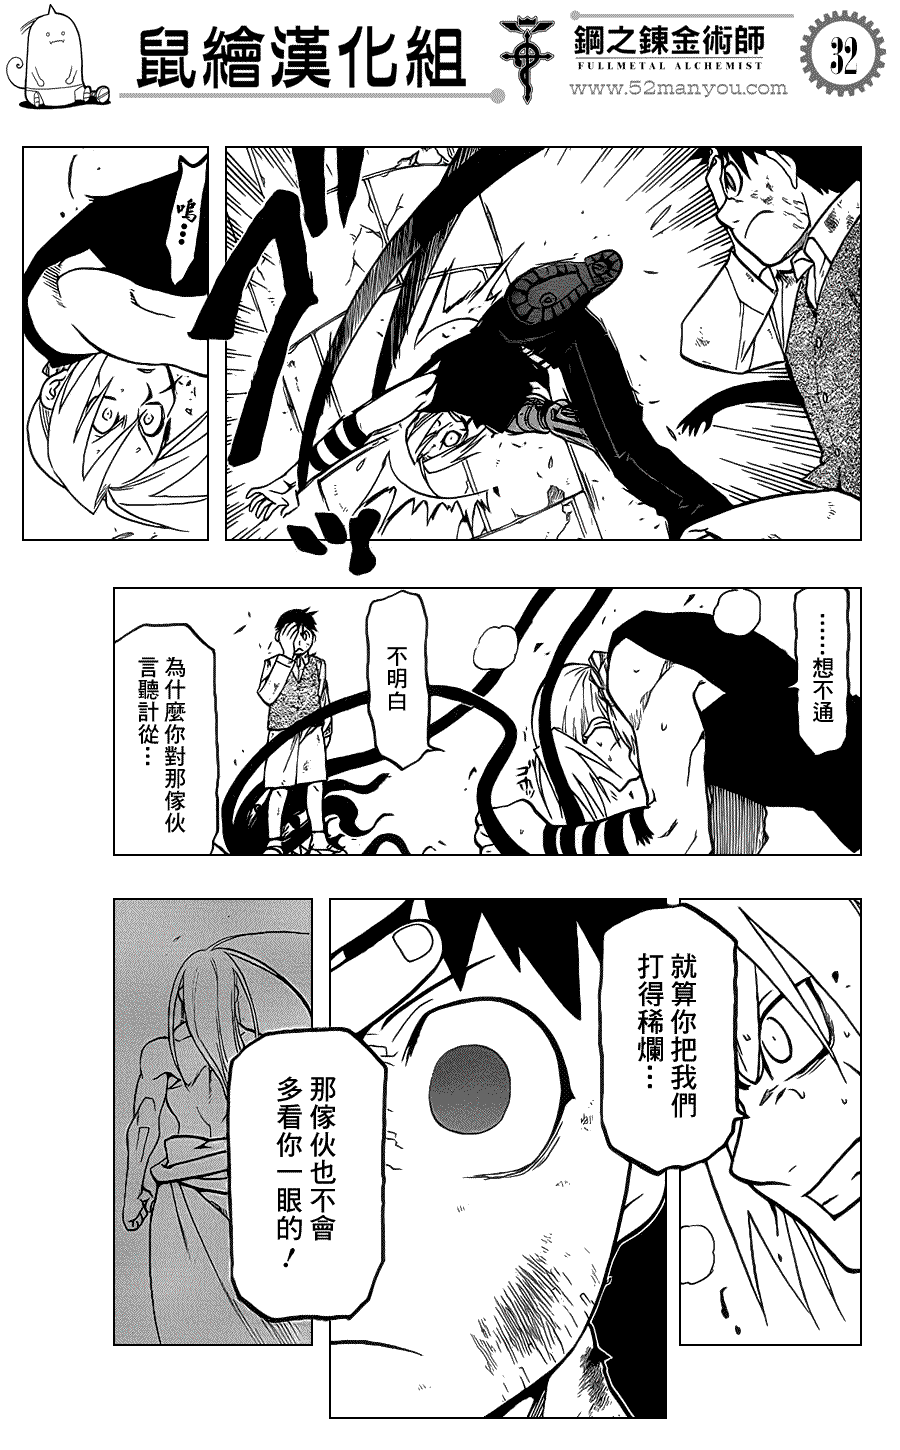 鼠繪漢化組
鋼之鍊金術師
FULLMETAL ALCHEMIST
www.52manyou.com
32
嗚…
……想不通
不明白
為什麼你對那傢伙
言聽計從…
就算你把我們
打得稀爛…
那傢伙也不會
多看你一眼的！